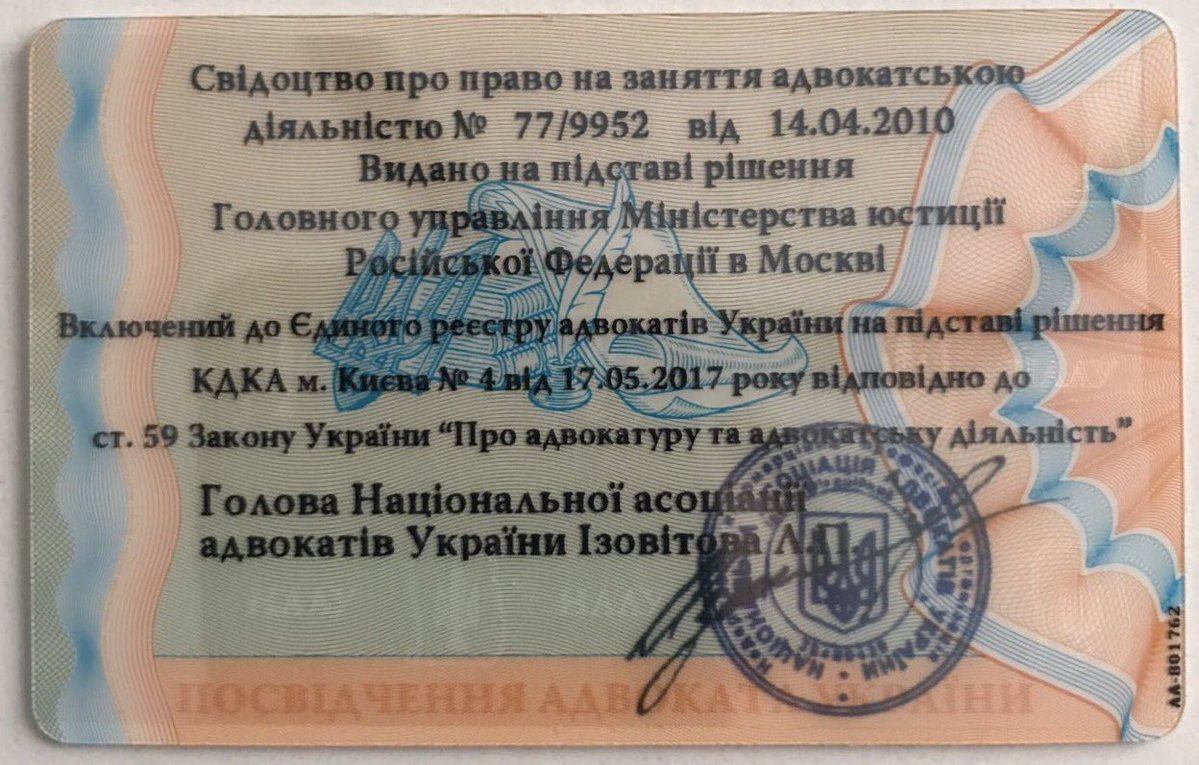 Свідоцтво про право на заняття адвокатською
діяльністю № 77/9952 від 14.04.2010
Видано на підставі рішення
Головного управління Міністерства юстиції
Російської Федерації в Москві
Включений до Єдиного реєстру адвокатів України на підставі рішення
КДКА м. Києва № 4 від 17.05.2017 року відповідно до
ст. 59 Закону України “Про адвокатуру та адвокатську діяльність”
Голова Національної асоціації
адвокатів України Ізовітова Л.П.
ПОСВІДЧЕННЯ АДВОКАТА УКРАЇНИ
АА-801762